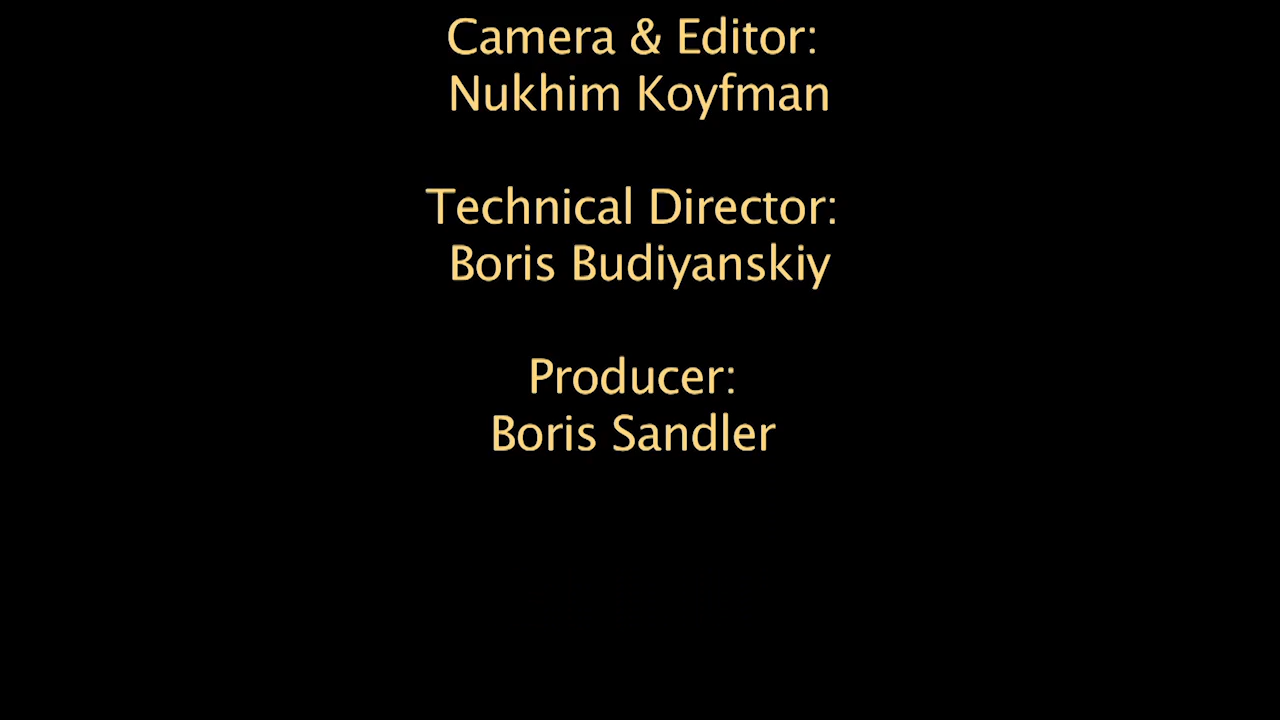 Camera & Editor:
Nukhim Koyfman
Technical Director:
Boris Budiyanskiy
Producer:
Boris Sandler